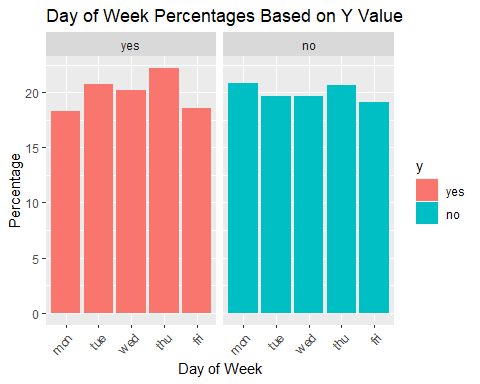 Day of Week Percentages Based on Y Value
yes
no
Percentage
20
15
10
5
0
mon
tue
wed
thu
fri
mon
tue
wed
thu
fri
Day of Week
y
yes
no